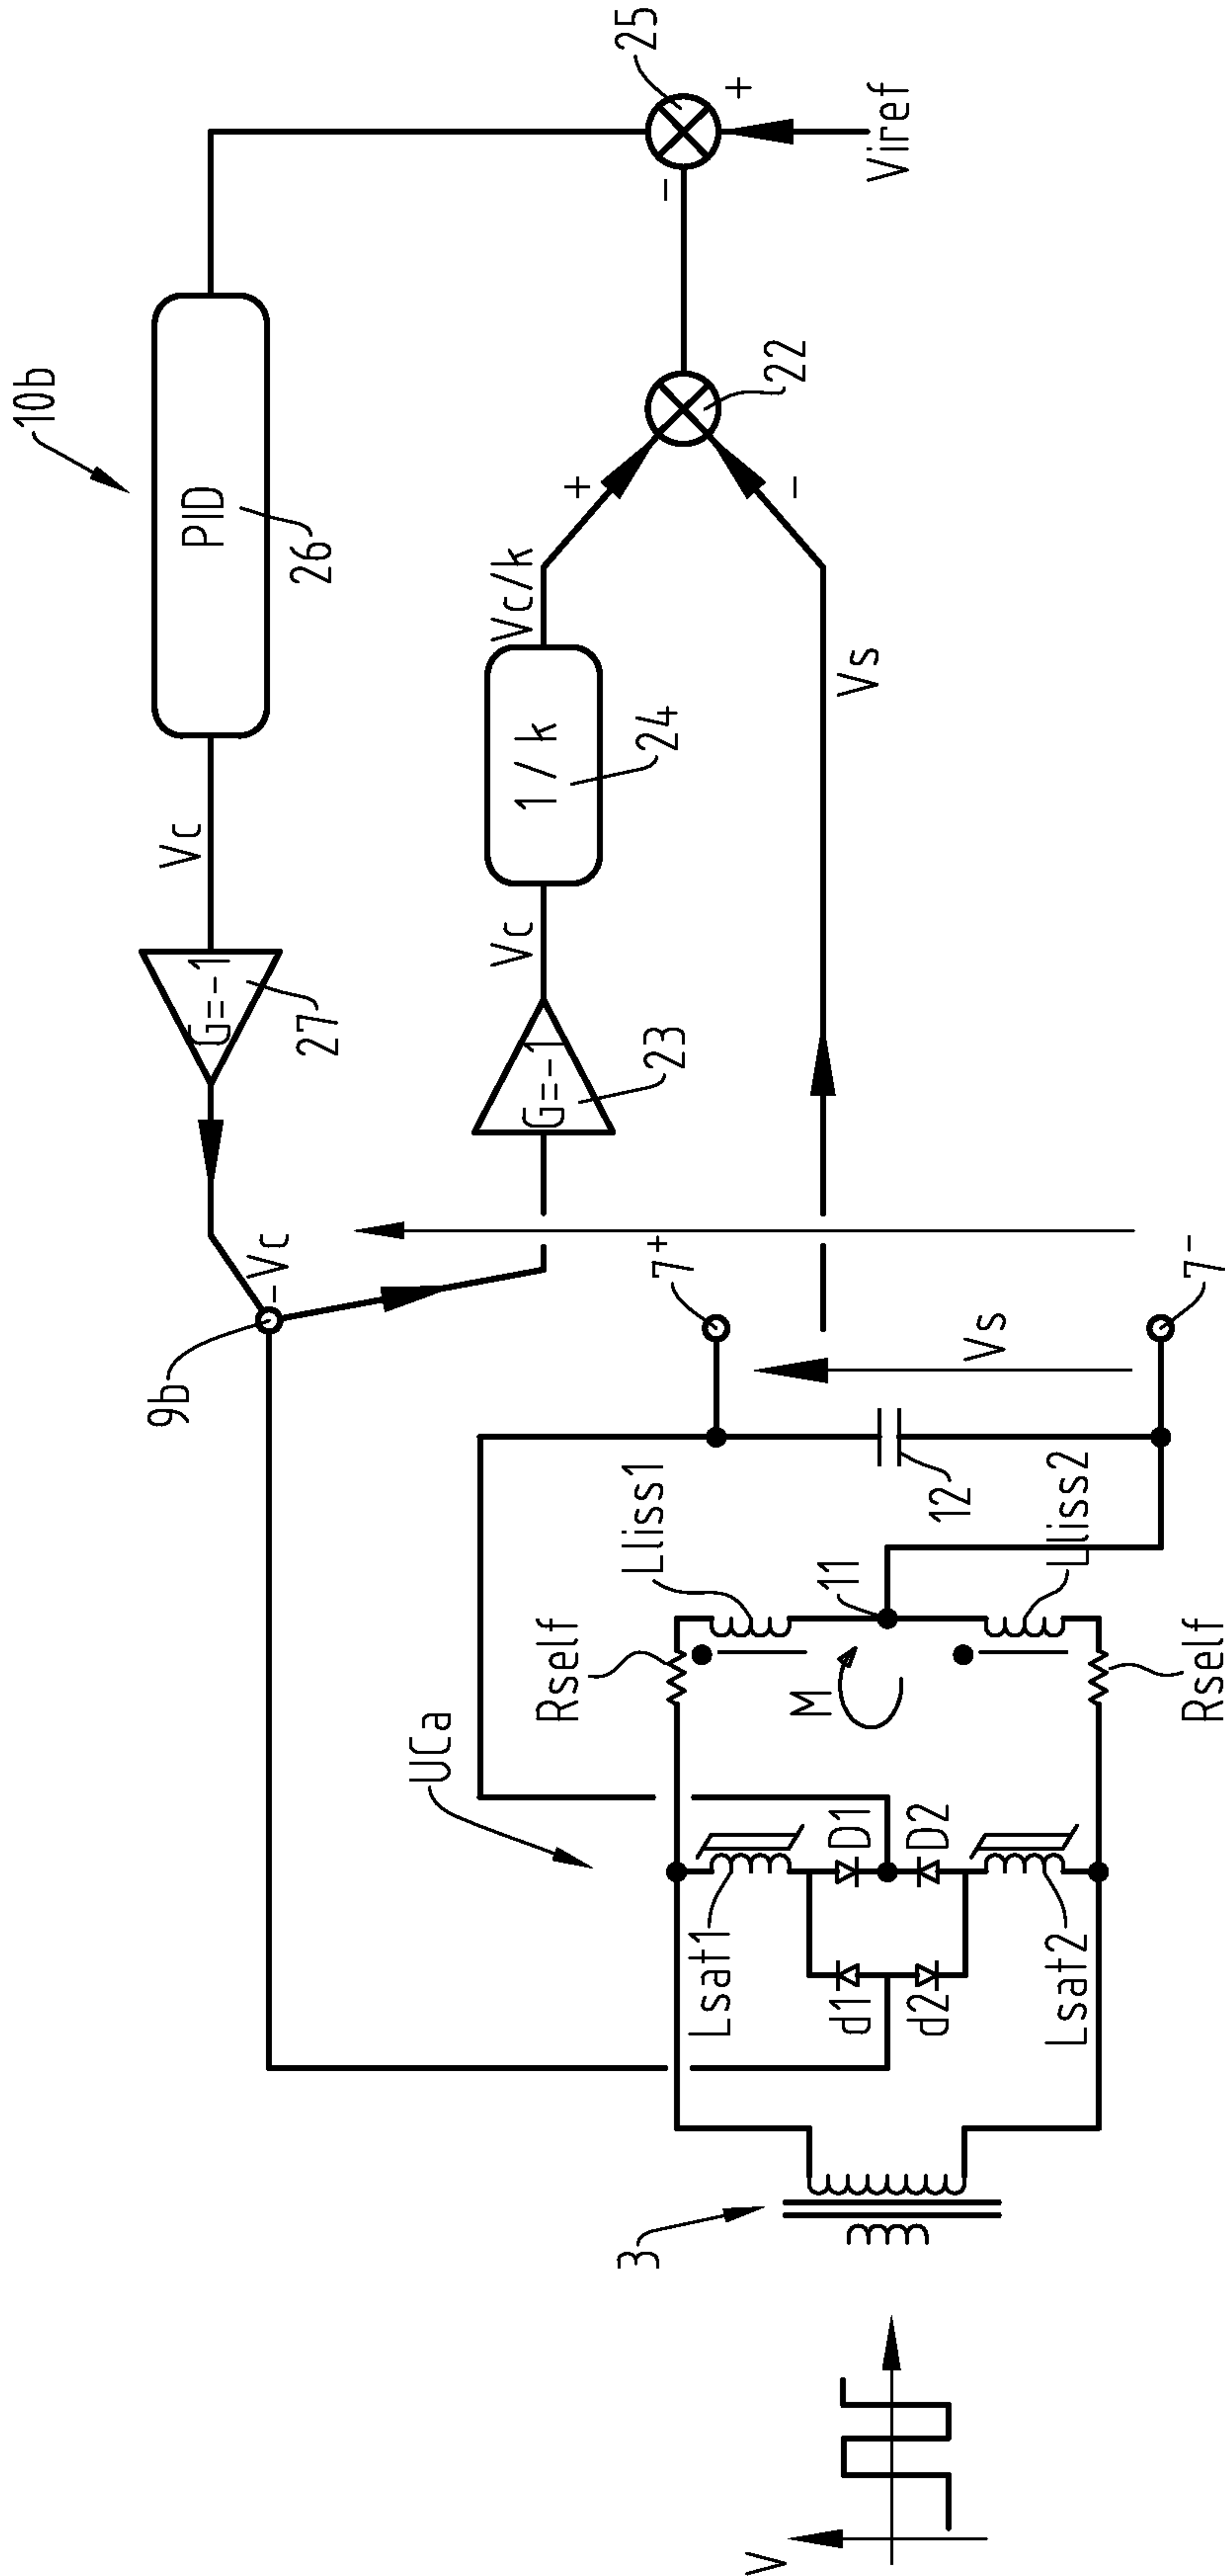 10b
PID
26
Vc
G=-1
27
-Vc
9b
25
+
-
Viref
22
+
-
Vc/k
1/k
24
Vc
G=-1
23
Vs
7+
Vs
7-
12
UCa
Rself
Lliss1
11
M
Lliss2
Rself
Lsat1
D1
D2
d1
d2
Lsat2
3
V